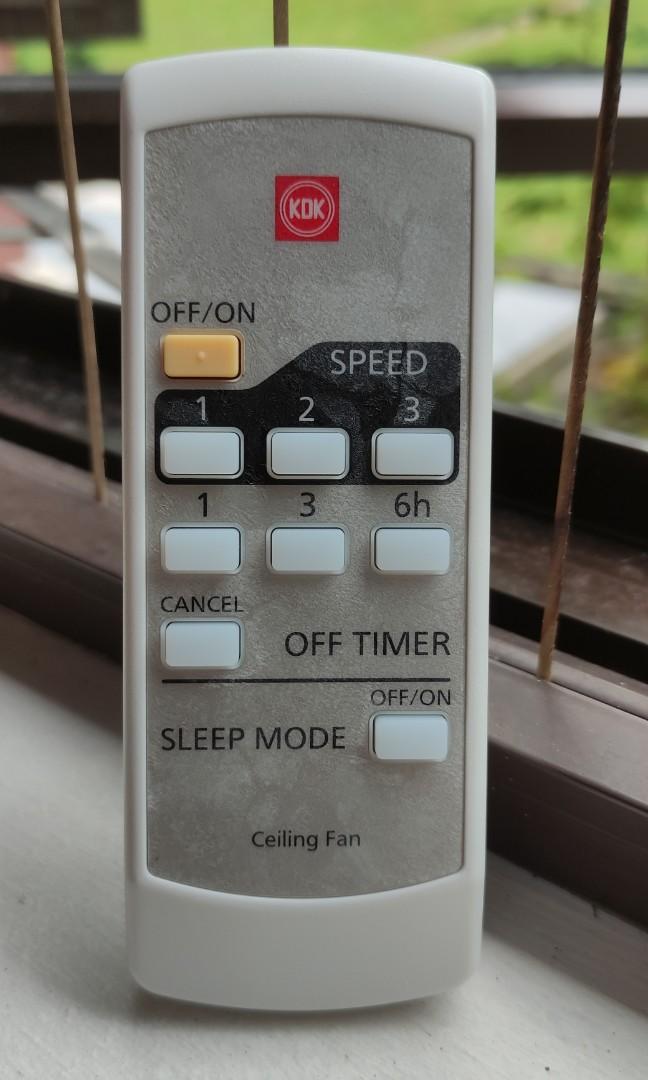 KDK
OFF/ON
SPEED
1 2 3
1 3 6h
CANCEL
OFF TIMER
OFF/ON
SLEEP MODE
Ceiling Fan